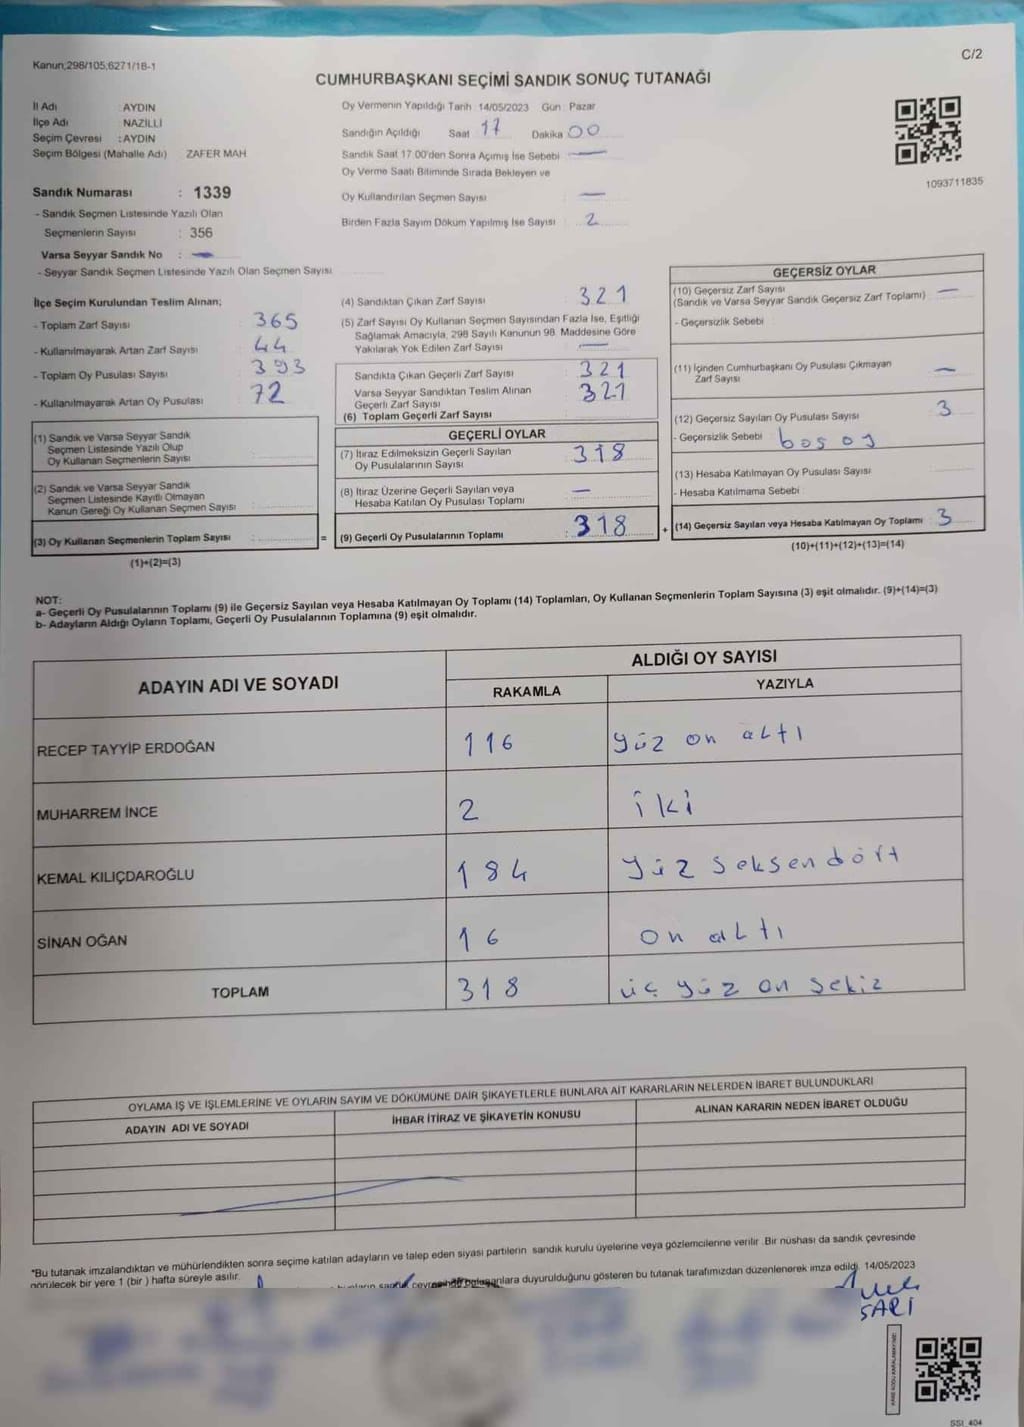 Kanun;298/105,6271/18-1
C/2
CUMHURBAŞKANI SEÇİMİ SANDIK SONUÇ TUTANAĞI
İl Adı AYDIN
İlçe Adı NAZİLLİ
Seçim Çevresi : AYDIN
Seçim Bölgesi (Mahalle Adı) ZAFER MAH
Sandık Numarası : 1339
- Sandık Seçmen Listesinde Yazılı Olan
Seçmenlerin Sayısı : 356
Varsa Seyyar Sandık No : —
- Seyyar Sandık Seçmen Listesinde Yazılı Olan Seçmen Sayısı
Oy Vermenin Yapıldığı Tarih 14/05/2023 Gün Pazar
Sandığın Açıldığı Saat 17 Dakika 00
Sandık Saat 17.00'den Sonra Açımış İse Sebebi —
Oy Verme Saati Bitiminde Sırada Bekleyen ve
Oy Kullandırılan Seçmen Sayısı —
Birden Fazla Sayım Döküm Yapılmış İse Sayısı 2
1093711835
İlçe Seçim Kurulundan Teslim Alınan;
- Toplam Zarf Sayısı 365
- Kullanılmayarak Artan Zarf Sayısı 44
- Toplam Oy Pusulası Sayısı 393
- Kullanılmayarak Artan Oy Pusulası 72
(1) Sandık ve Varsa Seyyar Sandık
Seçmen Listesinde Yazılı Olup
Oy Kullanan Seçmenlerin Sayısı
(2) Sandık ve Varsa Seyyar Sandık
Seçmen Listesinde Kayıtlı Olmayan
Kanun Gereği Oy Kullanan Seçmen Sayısı
(3) Oy Kullanan Seçmenlerin Toplam Sayısı :
(1)+(2)=(3)
=
(4) Sandıktan Çıkan Zarf Sayısı 321
(5) Zarf Sayısı Oy Kullanan Seçmen Sayısından Fazla İse, Eşitliği
Sağlamak Amacıyla, 298 Sayılı Kanunun 98. Maddesine Göre
Yakılarak Yok Edilen Zarf Sayısı —
Sandıkta Çıkan Geçerli Zarf Sayısı 321
Varsa Seyyar Sandıktan Teslim Alınan
Geçerli Zarf Sayısı 321
(6) Toplam Geçerli Zarf Sayısı
GEÇERLİ OYLAR
(7) İtiraz Edilmeksizin Geçerli Sayılan
Oy Pusulalarının Sayısı 318
(8) İtiraz Üzerine Geçerli Sayılan veya
Hesaba Katılan Oy Pusulası Toplamı —
(9) Geçerli Oy Pusulalarının Toplamı : 318
+
GEÇERSİZ OYLAR
(10) Geçersiz Zarf Sayısı
(Sandık ve Varsa Seyyar Sandık Geçersiz Zarf Toplamı) —
- Geçersizlik Sebebi
(11) İçinden Cumhurbaşkanı Oy Pusulası Çıkmayan
Zarf Sayısı —
(12) Geçersiz Sayılan Oy Pusulası Sayısı 3
- Geçersizlik Sebebi boş oy
(13) Hesaba Katılmayan Oy Pusulası Sayısı
- Hesaba Katılmama Sebebi
(14) Geçersiz Sayılan veya Hesaba Katılmayan Oy Toplamı : 3
(10)+(11)+(12)+(13)=(14)
NOT:
a- Geçerli Oy Pusulalarının Toplamı (9) ile Geçersiz Sayılan veya Hesaba Katılmayan Oy Toplamı (14) Toplamları, Oy Kullanan Seçmenlerin Toplam Sayısına (3) eşit olmalıdır. (9)+(14)=(3)
b- Adayların Aldığı Oyların Toplamı, Geçerli Oy Pusulalarının Toplamına (9) eşit olmalıdır.
ADAYIN ADI VE SOYADI ALDIĞI OY SAYISI
RAKAMLA YAZIYLA
RECEP TAYYİP ERDOĞAN 116 yüz on altı
MUHARREM İNCE 2 iki
KEMAL KILIÇDAROĞLU 184 yüz seksendört
SİNAN OĞAN 16 on altı
TOPLAM 318 üç yüz on sekiz
OYLAMA İŞ VE İŞLEMLERİNE VE OYLARIN SAYIM VE DÖKÜMÜNE DAİR ŞİKAYETLERLE BUNLARA AİT KARARLARIN NELERDEN İBARET BULUNDUKLARI
ADAYIN ADI VE SOYADI İHBAR İTİRAZ VE ŞİKAYETİN KONUSU ALINAN KARARIN NEDEN İBARET OLDUĞU
*Bu tutanak imzalandıktan ve mühürlendikten sonra seçime katılan adayların ve talep eden siyasi partilerin sandık kurulu üyelerine veya gözlemcilerine verilir .Bir nüshası da sandık çevresinde
görülecek bir yere 1 (bir ) hafta süreyle asılır.
duyurulduğunu gösteren bu tutanak tarafımızdan düzenlenerek imza edildi. 14/05/2023
SARI
SSI_404